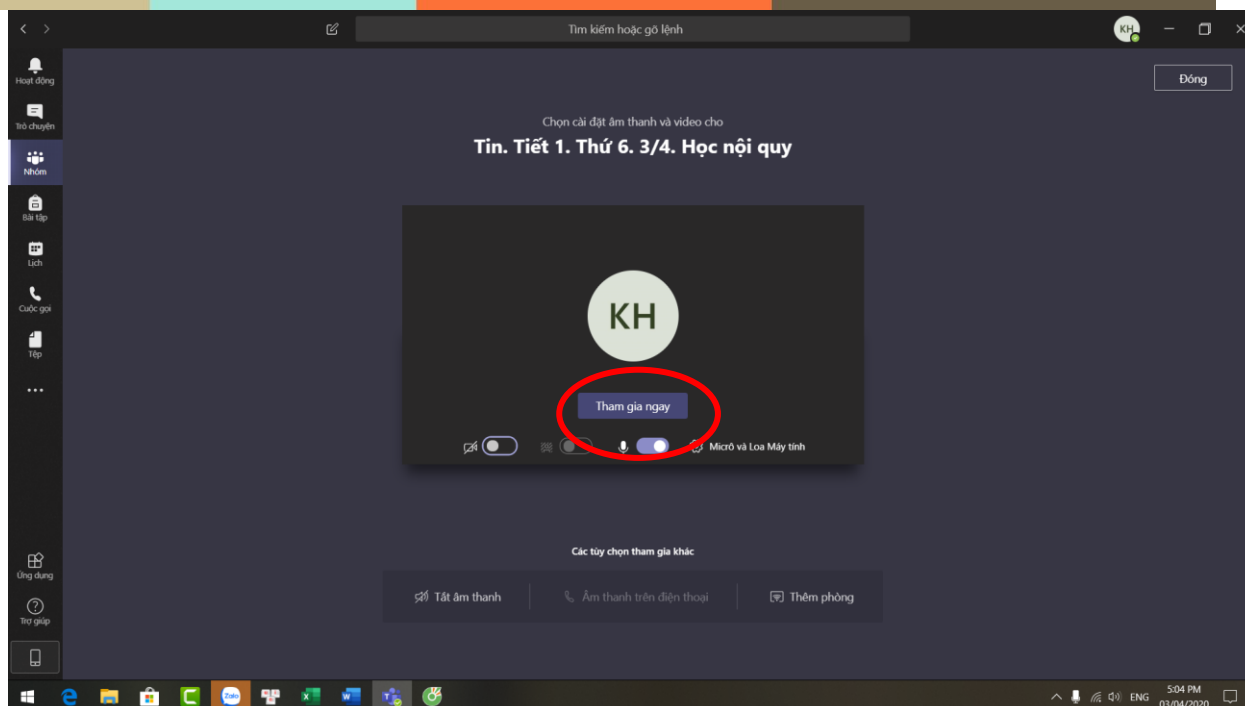 Tìm kiếm hoặc gõ lệnh
KH
Hoạt động
Đóng
Trò chuyện
Chọn cài đặt âm thanh và video cho
Tin. Tiết 1. Thứ 6. 3/4. Học nội quy
Nhóm
Bài tập
Lịch
Cuộc gọi
KH
Tệp
Tham gia ngay
Micrô và Loa Máy tính
Các tùy chọn tham gia khác
Ứng dụng
Tắt âm thanh
Âm thanh trên điện thoại
Thêm phòng
Trợ giúp
Zalo
ENG
5:04 PM
03/04/2020